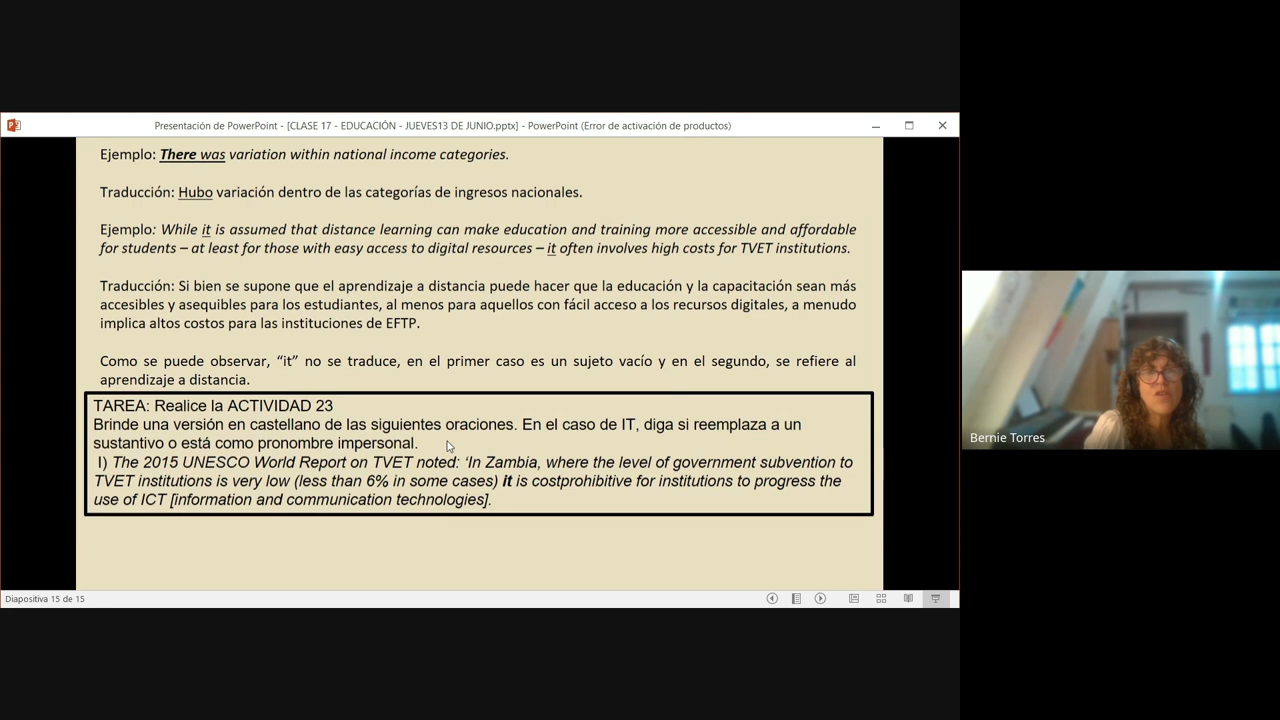 Presentación de PowerPoint - [CLASE 17 - EDUCACIÓN - JUEVES13 DE JUNIO.pptx] - PowerPoint (Error de activación de productos)
Ejemplo: There was variation within national income categories.
Traducción: Hubo variación dentro de las categorías de ingresos nacionales.
Ejemplo: While it is assumed that distance learning can make education and training more accessible and affordable
for students – at least for those with easy access to digital resources – it often involves high costs for TVET institutions.
Traducción: Si bien se supone que el aprendizaje a distancia puede hacer que la educación y la capacitación sean más
accesibles y asequibles para los estudiantes, al menos para aquellos con fácil acceso a los recursos digitales, a menudo
implica altos costos para las instituciones de EFTP.
Como se puede observar, “it” no se traduce, en el primer caso es un sujeto vacío y en el segundo, se refiere al
aprendizaje a distancia.
TAREA: Realice la ACTIVIDAD 23
Brinde una versión en castellano de las siguientes oraciones. En el caso de IT, diga si reemplaza a un
sustantivo o está como pronombre impersonal.
I) The 2015 UNESCO World Report on TVET noted: ‘In Zambia, where the level of government subvention to
TVET institutions is very low (less than 6% in some cases) it is costprohibitive for institutions to progress the
use of ICT [information and communication technologies].
Diapositiva 15 de 15
Bernie Torres